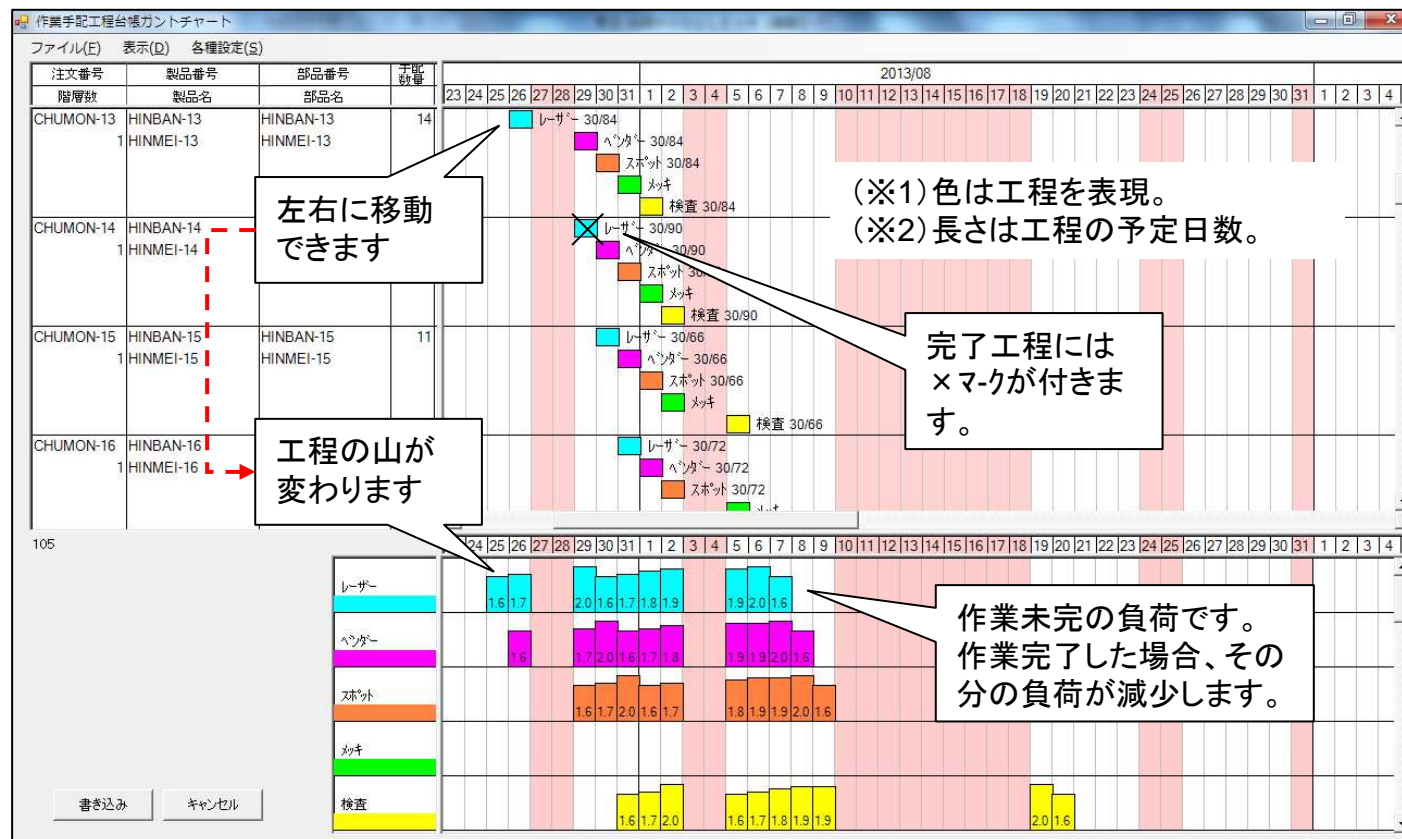 作業手配工程台帳ガントチャート
ファイル(F) 表示(D) 各種設定(S)
注文番号 製品番号 部品番号 手配数量 2013/08
階層数 製品名 部品名 23 24 25 26 27 28 29 30 31 1 2 3 4 5 6 7 8 9 10 11 12 13 14 15 16 17 18 19 20 21 22 23 24 25 26 27 28 29 30 31 1 2 3 4
CHUMON-13 HINBAN-13 HINBAN-13 14 レーザー 30/84
1 HINMEI-13 HINMEI-13 ベンダー 30/84
スポット 30/84
メッキ
検査 30/84
左右に移動
できます
(※1)色は工程を表現。
(※2)長さは工程の予定日数。
CHUMON-14 HINBAN-14 レーザー 30/90
1 HINMEI-14 ベンダー 30/90
スポット
メッキ
検査 30/90
完了工程には
×マークが付きま
す。
CHUMON-15 HINBAN-15 HINBAN-15 11 レーザー 30/66
1 HINMEI-15 HINMEI-15 ベンダー 30/66
スポット 30/66
メッキ
検査 30/66
CHUMON-16 HINBAN-16 レーザー 30/72
1 HINMEI-16 ベンダー 30/72
スポット 30/72
工程の山が
変わります
105 24 25 26 27 28 29 30 31 1 2 3 4 5 6 7 8 9 10 11 12 13 14 15 16 17 18 19 20 21 22 23 24 25 26 27 28 29 30 31 1 2 3 4
レーザー 1.6 1.7 2.0 1.6 1.7 1.8 1.9 1.9 2.0 1.6
ベンダー 1.6 1.7 2.0 1.6 1.7 1.8 1.9 1.9 2.0 1.6
スポット 1.6 1.7 2.0 1.6 1.7 1.8 1.9 1.9 2.0 1.6
メッキ
検査 1.6 1.7 2.0 1.6 1.7 1.8 1.9 1.9 2.0 1.6
作業未完の負荷です。
作業完了した場合、その
分の負荷が減少します。
書き込み キャンセル